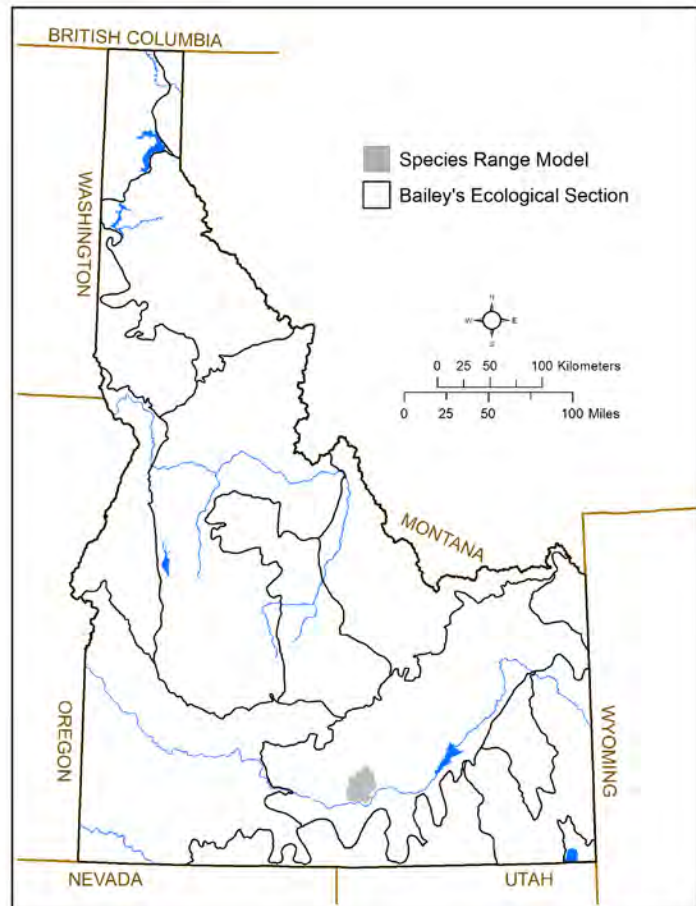 BRITISH COLUMBIA
WASHINGTON
Species Range Model
Bailey's Ecological Section
N
W E
S
0 25 50 100 Kilometers
0 25 50 100 Miles
MONTANA
OREGON
WYOMING
NEVADA
UTAH